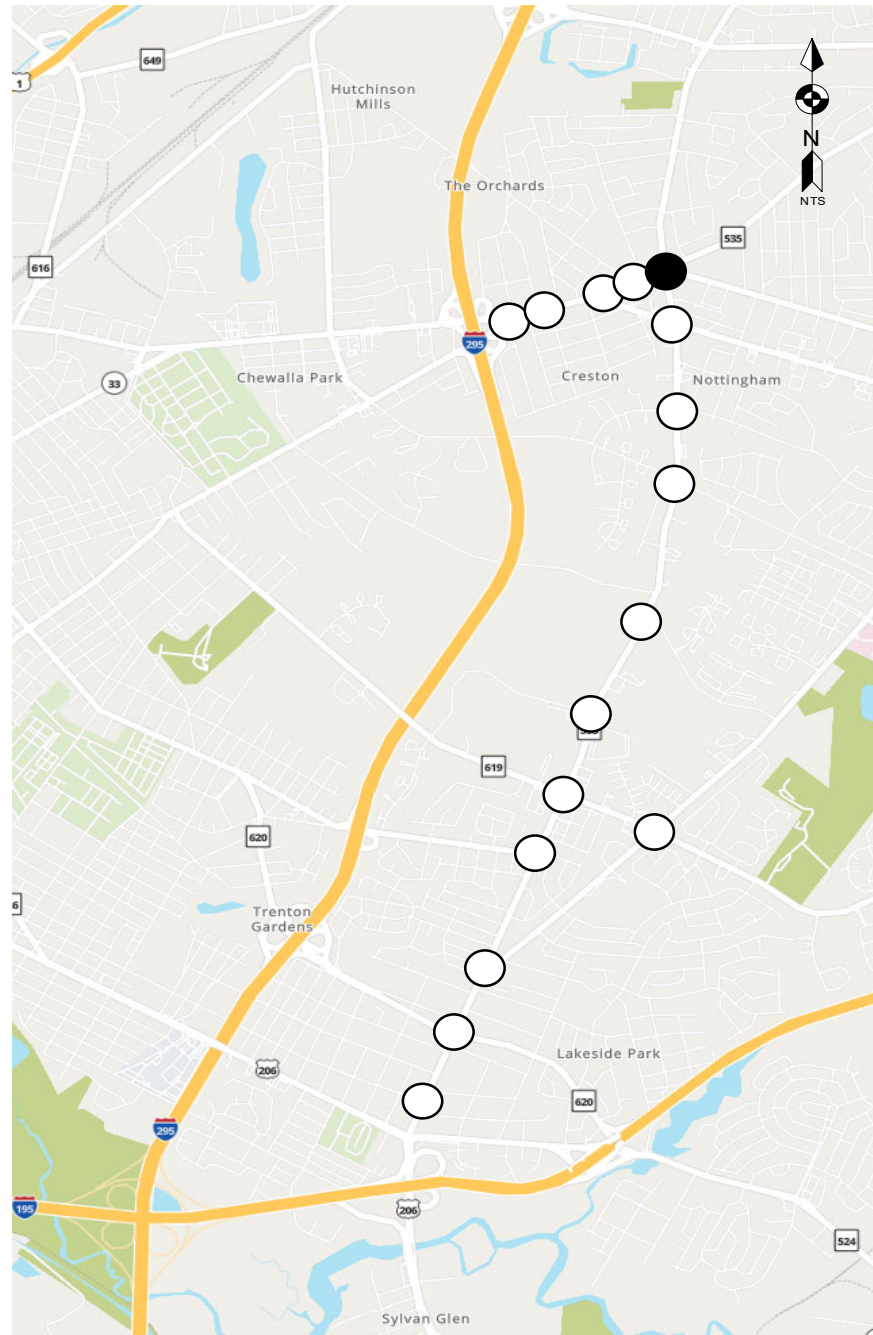 649
1
Hutchinson
Mills
N
NTS
The Orchards
535
616
295
33
Chewalla Park
Creston
Nottingham
619
620
6
Trenton
Gardens
206
Lakeside Park
620
295
195
206
524
Sylvan Glen